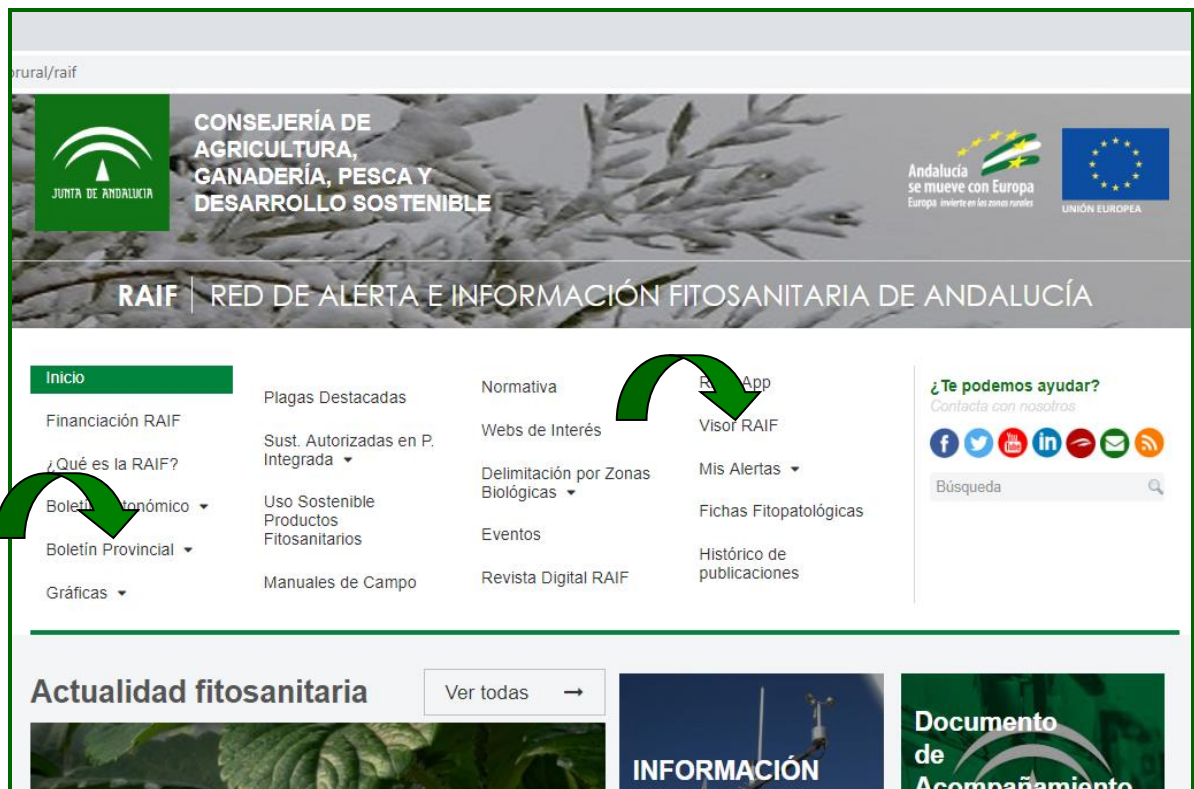 orural/raif
JUNTA DE ANDALUCIA
CONSEJERÍA DE
AGRICULTURA,
GANADERÍA, PESCA Y
DESARROLLO SOSTENIBLE
Andalucía
se mueve con Europa
Europa invierte en las zonas rurales
UNIÓN EUROPEA
RAIF | RED DE ALERTA E INFORMACIÓN FITOSANITARIA DE ANDALUCÍA
Inicio
Financiación RAIF
¿Qué es la RAIF?
Boletín Autonómico
Boletín Provincial
Gráficas
Plagas Destacadas
Sust. Autorizadas en P.
Integrada
Uso Sostenible
Productos
Fitosanitarios
Manuales de Campo
Normativa
Webs de Interés
Delimitación por Zonas
Biológicas
Eventos
Revista Digital RAIF
App
Visor RAIF
Mis Alertas
Fichas Fitopatológicas
Histórico de
publicaciones
¿Te podemos ayudar?
Contacta con nosotros
Búsqueda
Actualidad fitosanitaria
Ver todas →
INFORMACIÓN
Documento
de
Acompañamiento